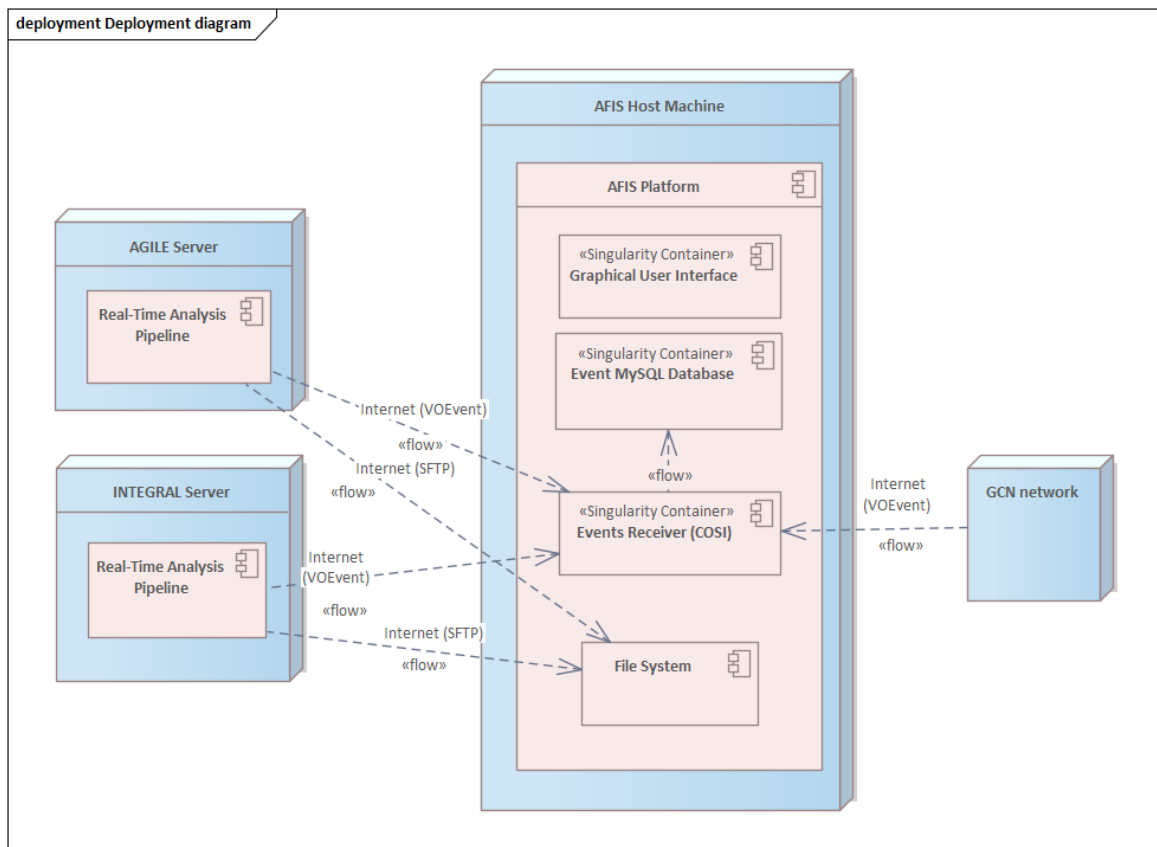 deployment Deployment diagram
AFIS Host Machine
AFIS Platform
«Singularity Container»
Graphical User Interface
«Singularity Container»
Event MySQL Database
«flow»
«Singularity Container»
Events Receiver (COSI)
File System
AGILE Server
Real-Time Analysis
Pipeline
Internet (VOEvent)
«flow»
Internet (SFTP)
«flow»
INTEGRAL Server
Real-Time Analysis
Pipeline
Internet
(VOEvent)
«flow»
Internet (SFTP)
«flow»
Internet
(VOEvent)
«flow»
GCN network